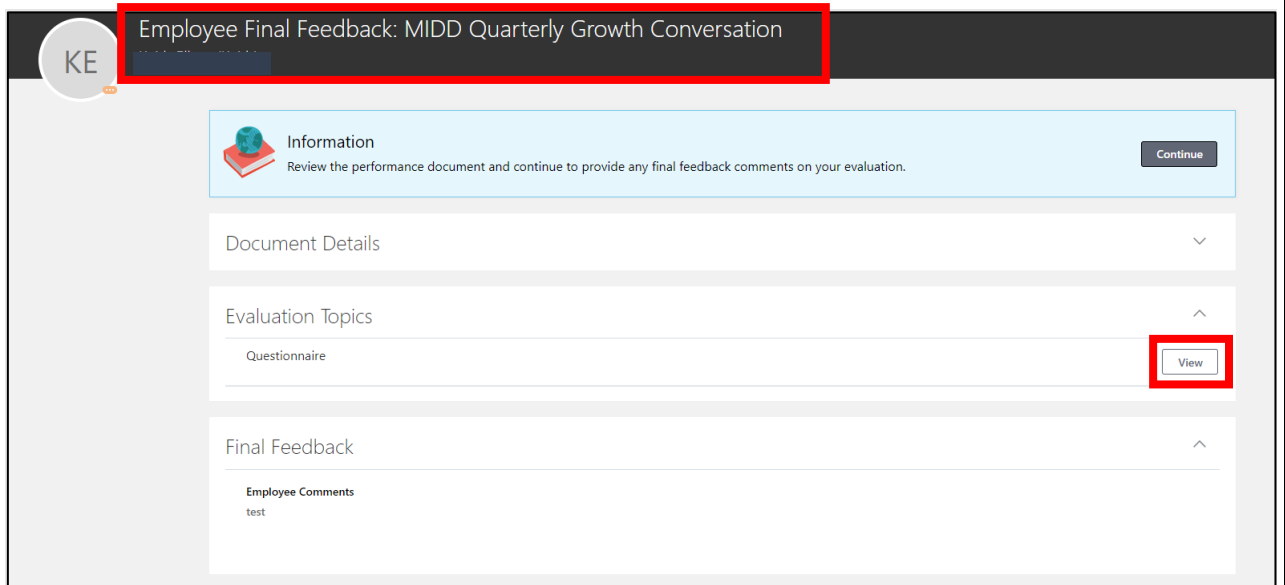 Employee Final Feedback: MIDD Quarterly Growth Conversation
KE
Information
Review the performance document and continue to provide any final feedback comments on your evaluation.
Continue
Document Details
Evaluation Topics
Questionnaire
View
Final Feedback
Employee Comments
test